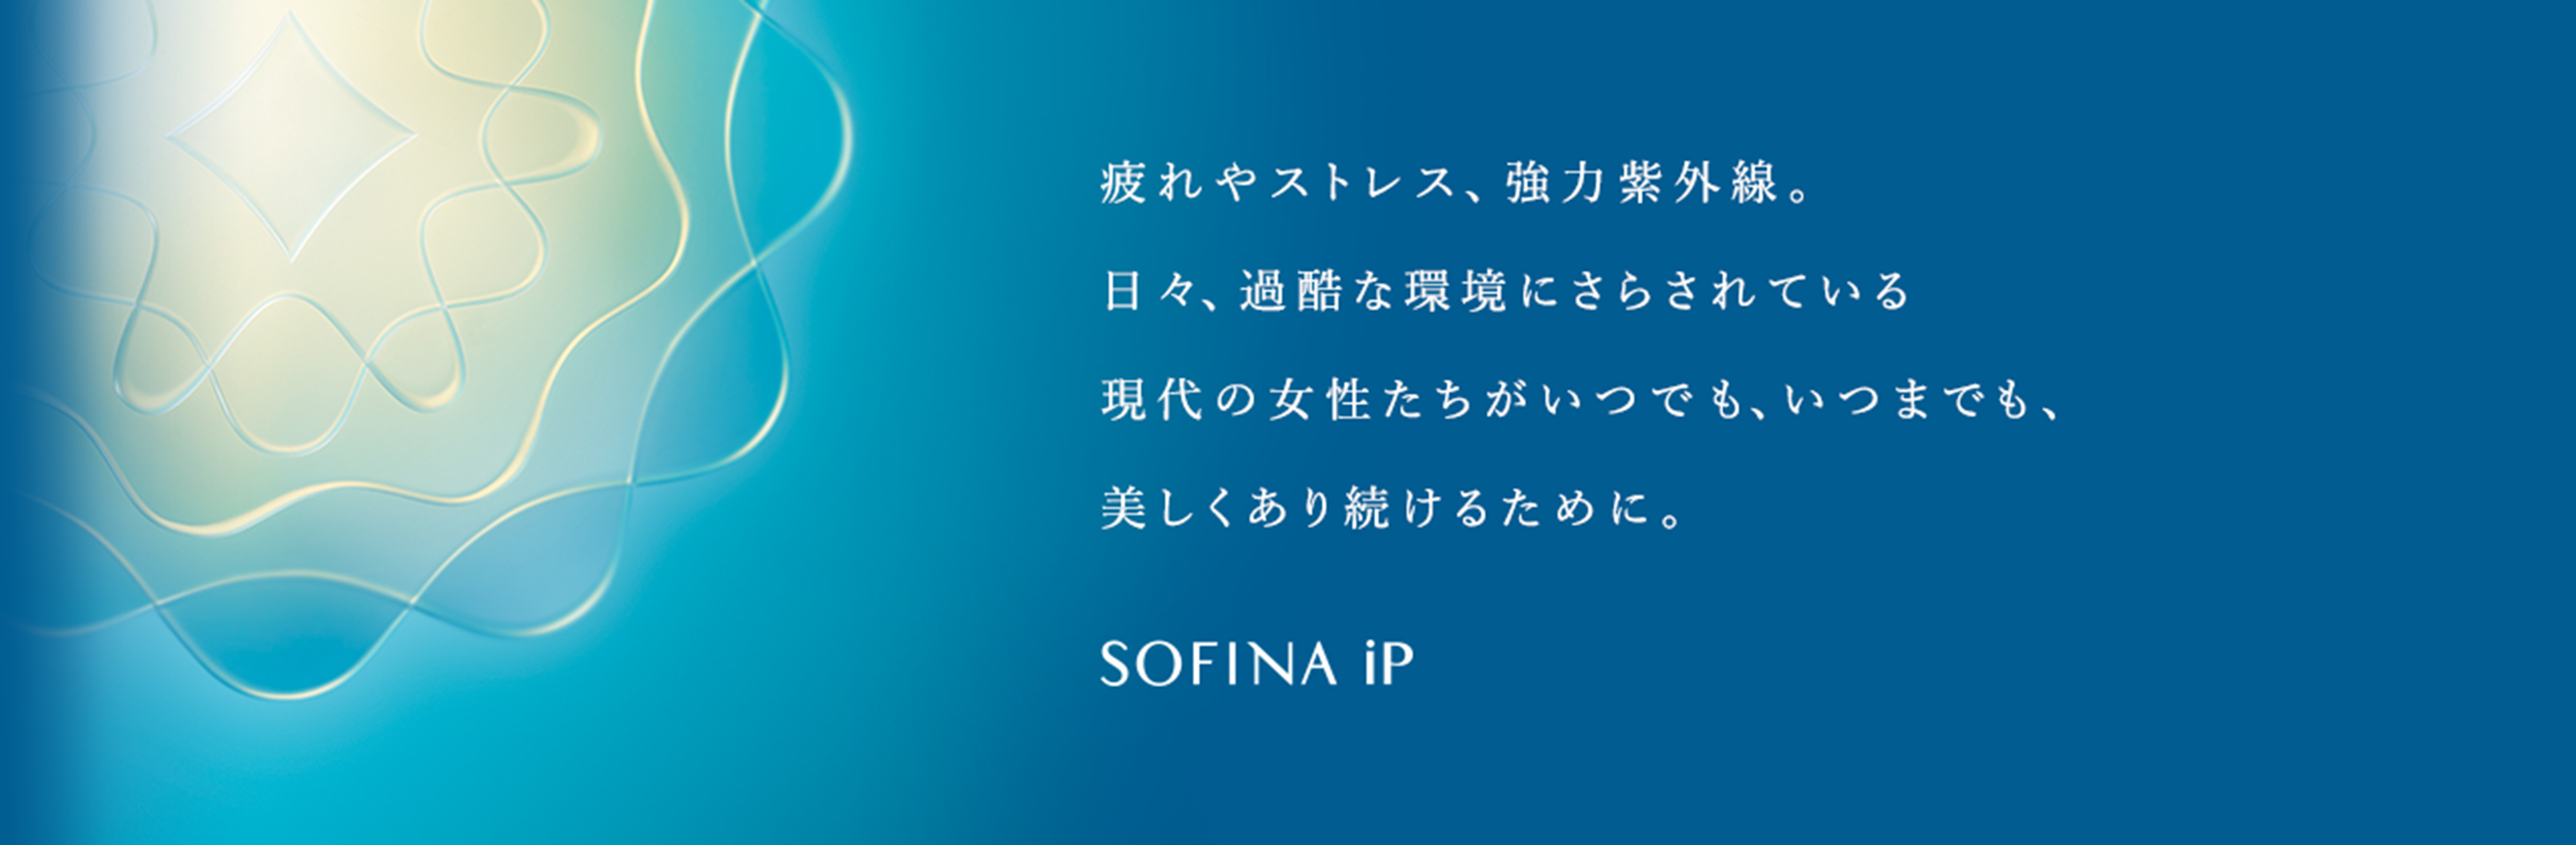 疲れやストレス、強力紫外線。
日々、過酷な環境にさらされている
現代の女性たちがいつでも、いつまでも、
美しくあり続けるために。
SOFINA iP